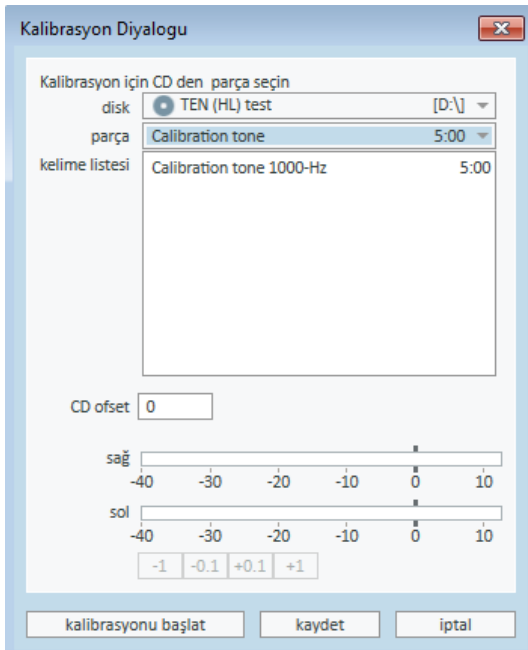 Kalibrasyon Diyalogu
Kalibrasyon için CD den parça seçin
disk TEN (HL) test [D:\]
parça Calibration tone 5:00
kelime listesi Calibration tone 1000-Hz 5:00
CD ofset 0
sağ
-40 -30 -20 -10 0 10
sol
-40 -30 -20 -10 0 10
-1 -0.1 +0.1 +1
kalibrasyonu başlat kaydet iptal